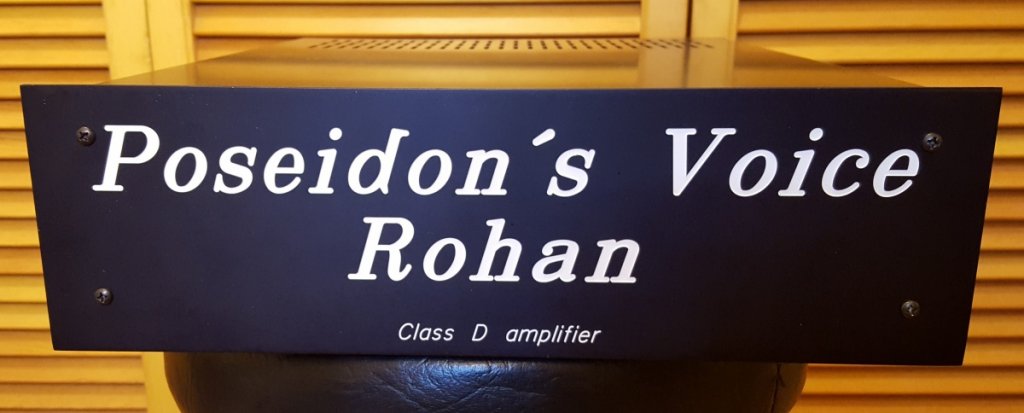 Poseidon´s Voice
Rohan
Class D amplifier